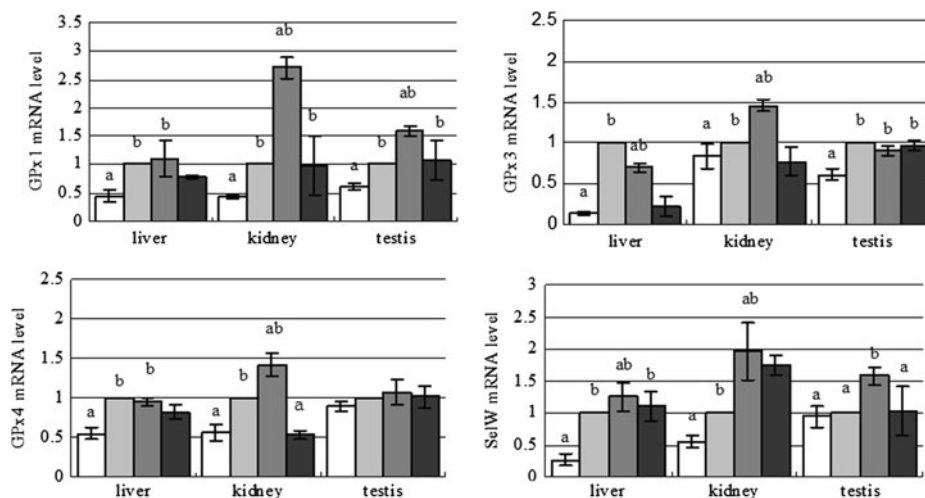 GPx 1 mRNA level
3.5
3
2.5
2
1.5
1
0.5
0
a b b
a b ab b
a b ab b
liver kidney testis
GPx 3 mRNA level
2.5
2
1.5
1
0.5
0
a b ab
a b ab
a b b b
liver kidney testis
GPx4 mRNA level
2.5
2
1.5
1
0.5
0
a b b
a b ab a
liver kidney testis
SelW mRNA level
3
2.5
2
1.5
1
0.5
0
a b ab b
a b ab
a a b a
liver kidney testis